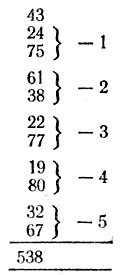 43
24
75 } — 1
61
38 } — 2
22
77 } — 3
19
80 } — 4
32
67 } — 5
538